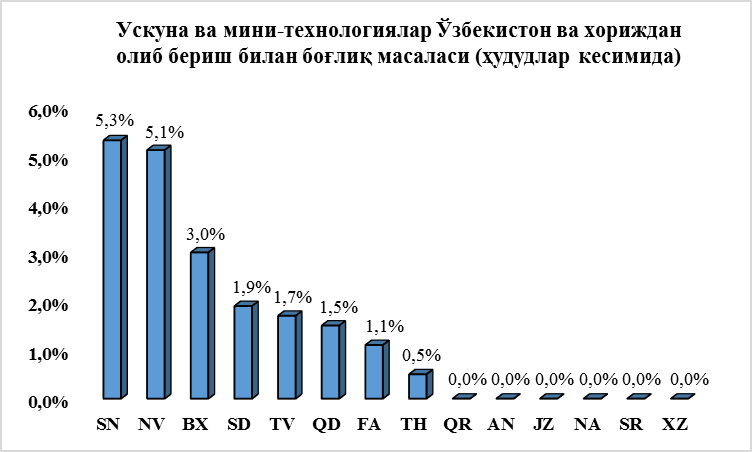 Ускуна ва мини-технологиялар Ўзбекистон ва хориждан
олиб бериш билан боғлиқ масаласи (ҳудудлар кесимида)
6,0%
5,0%
4,0%
3,0%
2,0%
1,0%
0,0%
5,3% 5,1% 3,0% 1,9% 1,7% 1,5% 1,1% 0,5% 0,0% 0,0% 0,0% 0,0% 0,0% 0,0%
SN NV BX SD TV QD FA TH QR AN JZ NA SR XZ